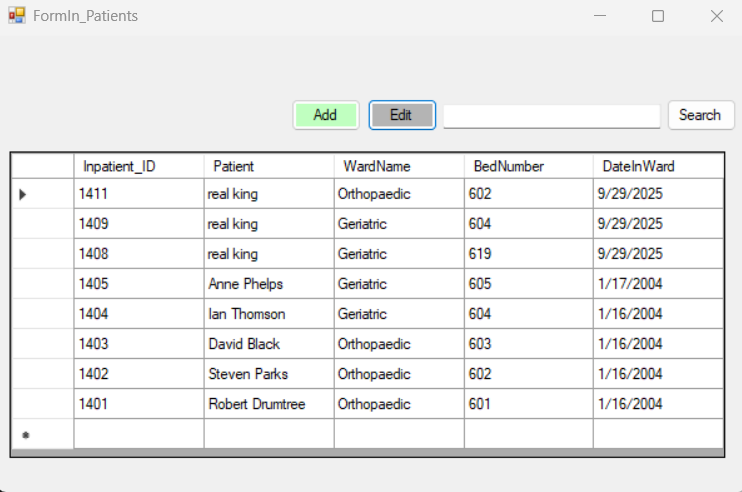 FormIn_Patients
Add Edit Search
Inpatient_ID Patient WardName BedNumber DateInWard
1411 real king Orthopaedic 602 9/29/2025
1409 real king Geriatric 604 9/29/2025
1408 real king Geriatric 619 9/29/2025
1405 Anne Phelps Geriatric 605 1/17/2004
1404 Ian Thomson Geriatric 604 1/16/2004
1403 David Black Orthopaedic 603 1/16/2004
1402 Steven Parks Orthopaedic 602 1/16/2004
1401 Robert Drumtree Orthopaedic 601 1/16/2004